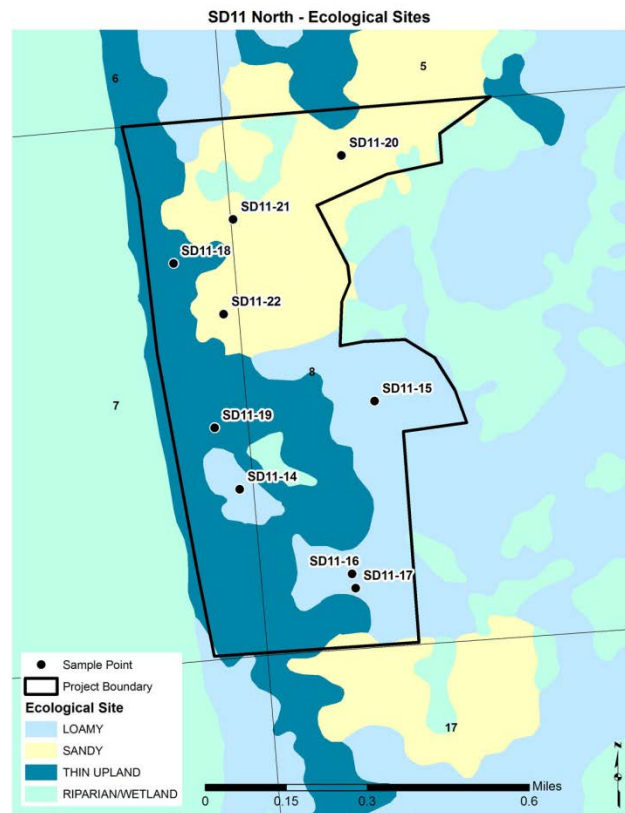 SD11 North - Ecological Sites
6
5
SD11-20
SD11-21
SD11-18
SD11-22
8
7
SD11-15
SD11-19
SD11-14
SD11-16
SD11-17
17
Sample Point
Project Boundary
Ecological Site
LOAMY
SANDY
THIN UPLAND
RIPARIAN/WETLAND
N
Miles
0 0.15 0.3 0.6